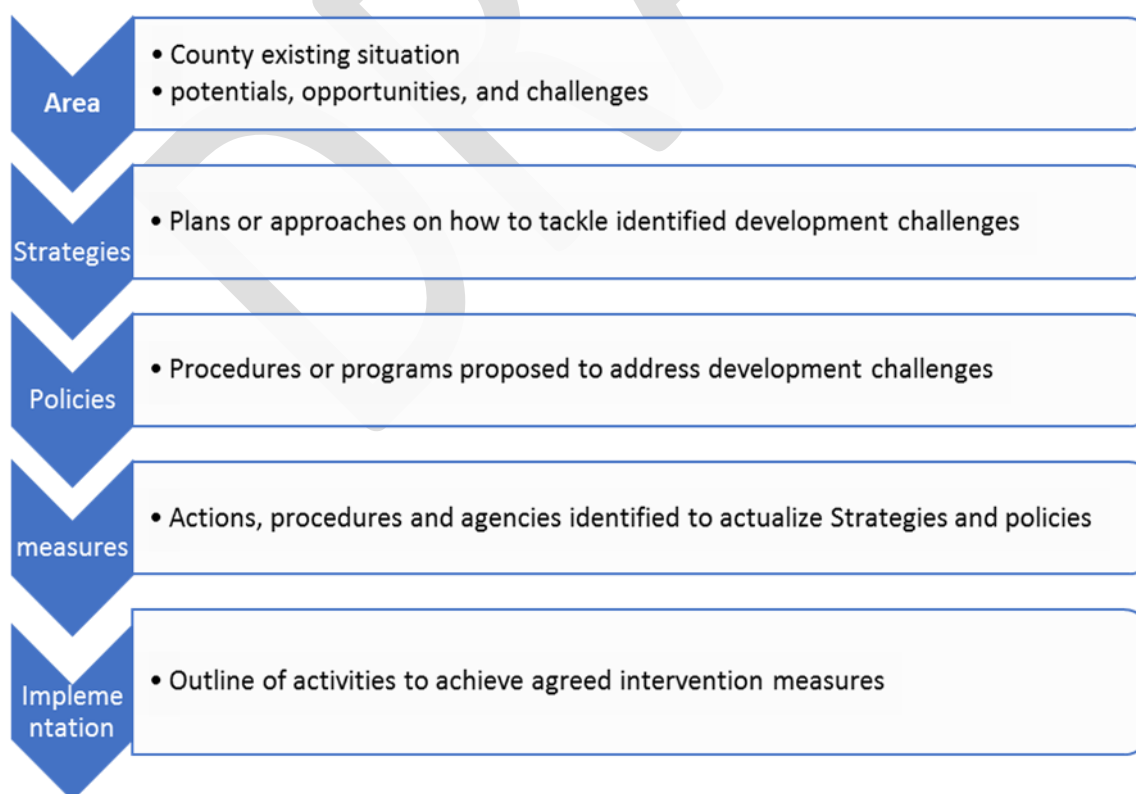 Area
• County existing situation
• potentials, opportunities, and challenges
Strategies
• Plans or approaches on how to tackle identified development challenges
Policies
• Procedures or programs proposed to address development challenges
measures
• Actions, procedures and agencies identified to actualize Strategies and policies
Impleme
ntation
• Outline of activities to achieve agreed intervention measures